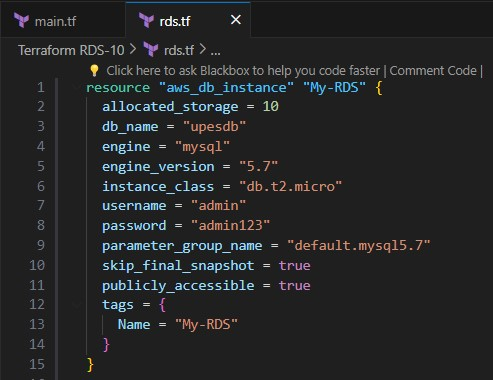 main.tf
rds.tf
Terraform RDS-10 > rds.tf > ...
Click here to ask Blackbox to help you code faster | Comment Code |
1 resource "aws_db_instance" "My-RDS" {
2 allocated_storage = 10
3 db_name = "upesdb"
4 engine = "mysql"
5 engine_version = "5.7"
6 instance_class = "db.t2.micro"
7 username = "admin"
8 password = "admin123"
9 parameter_group_name = "default.mysql5.7"
10 skip_final_snapshot = true
11 publicly_accessible = true
12 tags = {
13 Name = "My-RDS"
14 }
15 }